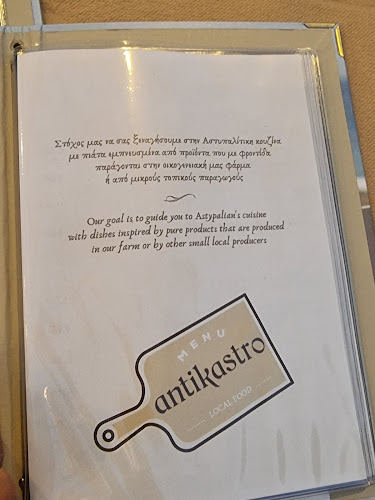 Στόχος μας να σας ξεναγήσουμε στην Αστυπαλίτικη κουζίνα
με πιάτα εμπνευσμένα από προϊόντα που με φροντίδα
παράγονται στην οικογενειακή μας φάρμα
ή από μικρούς τοπικούς παραγωγούς
Our goal is to guide you to Astypalian's cuisine
with dishes inspired by pure products that are produced
in our farm or by other small local producers
MENU
antikastro
LOCAL FOOD